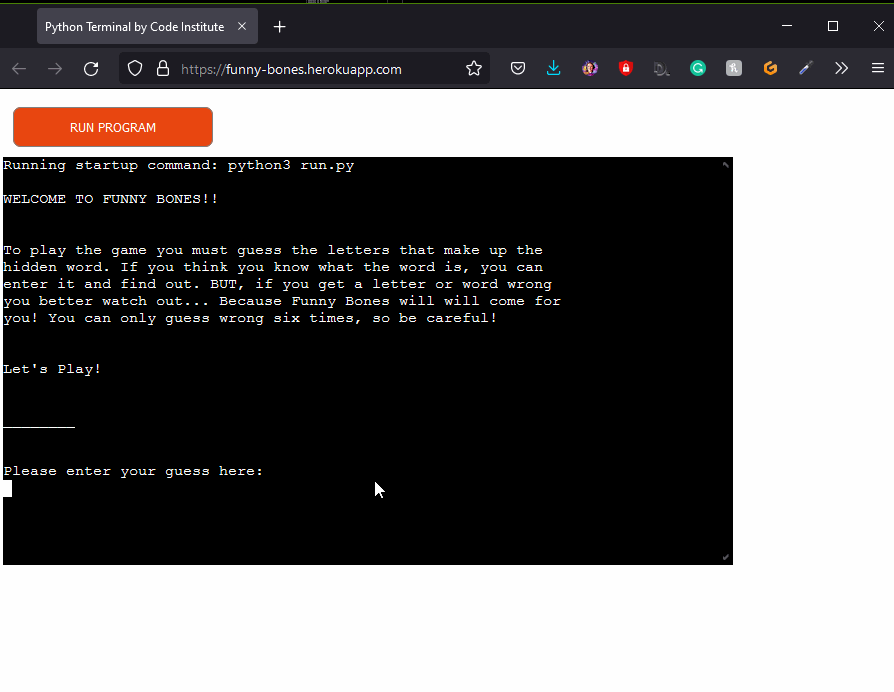 Python Terminal by Code Institute
https://funny-bones.herokuapp.com
RUN PROGRAM
Running startup command: python3 run.py
WELCOME TO FUNNY BONES!!
To play the game you must guess the letters that make up the
hidden word. If you think you know what the word is, you can
enter it and find out. BUT, if you get a letter or word wrong
you better watch out... Because Funny Bones will will come for
you! You can only guess wrong six times, so be careful!
Let's Play!
________
Please enter your guess here: